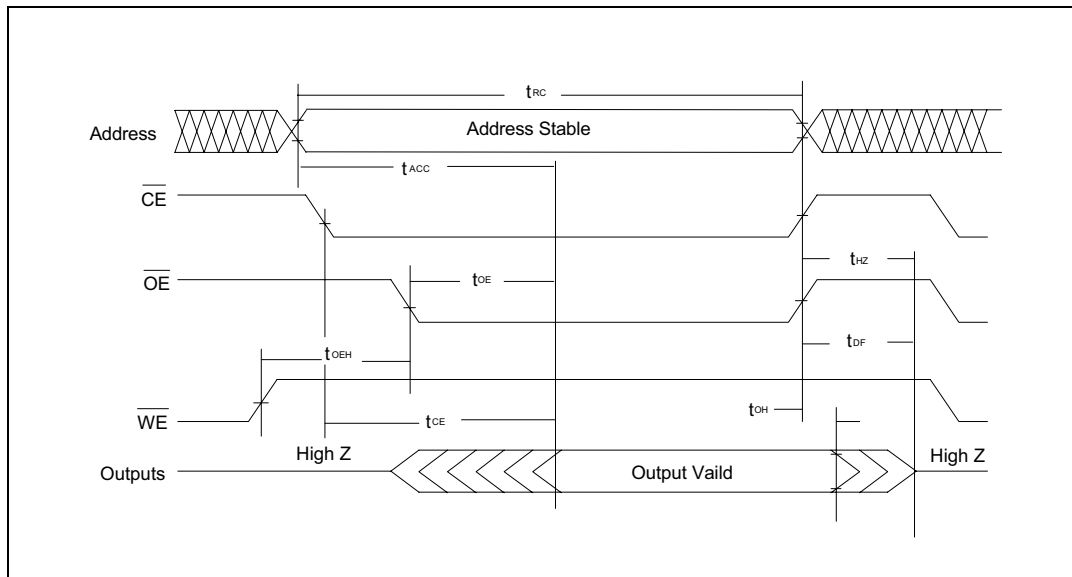 tRC
Address
Address Stable
tACC
CE
tHZ
OE
tOE
tDF
tOEH
tOH
WE
tCE
High Z
High Z
Outputs
Output Vaild